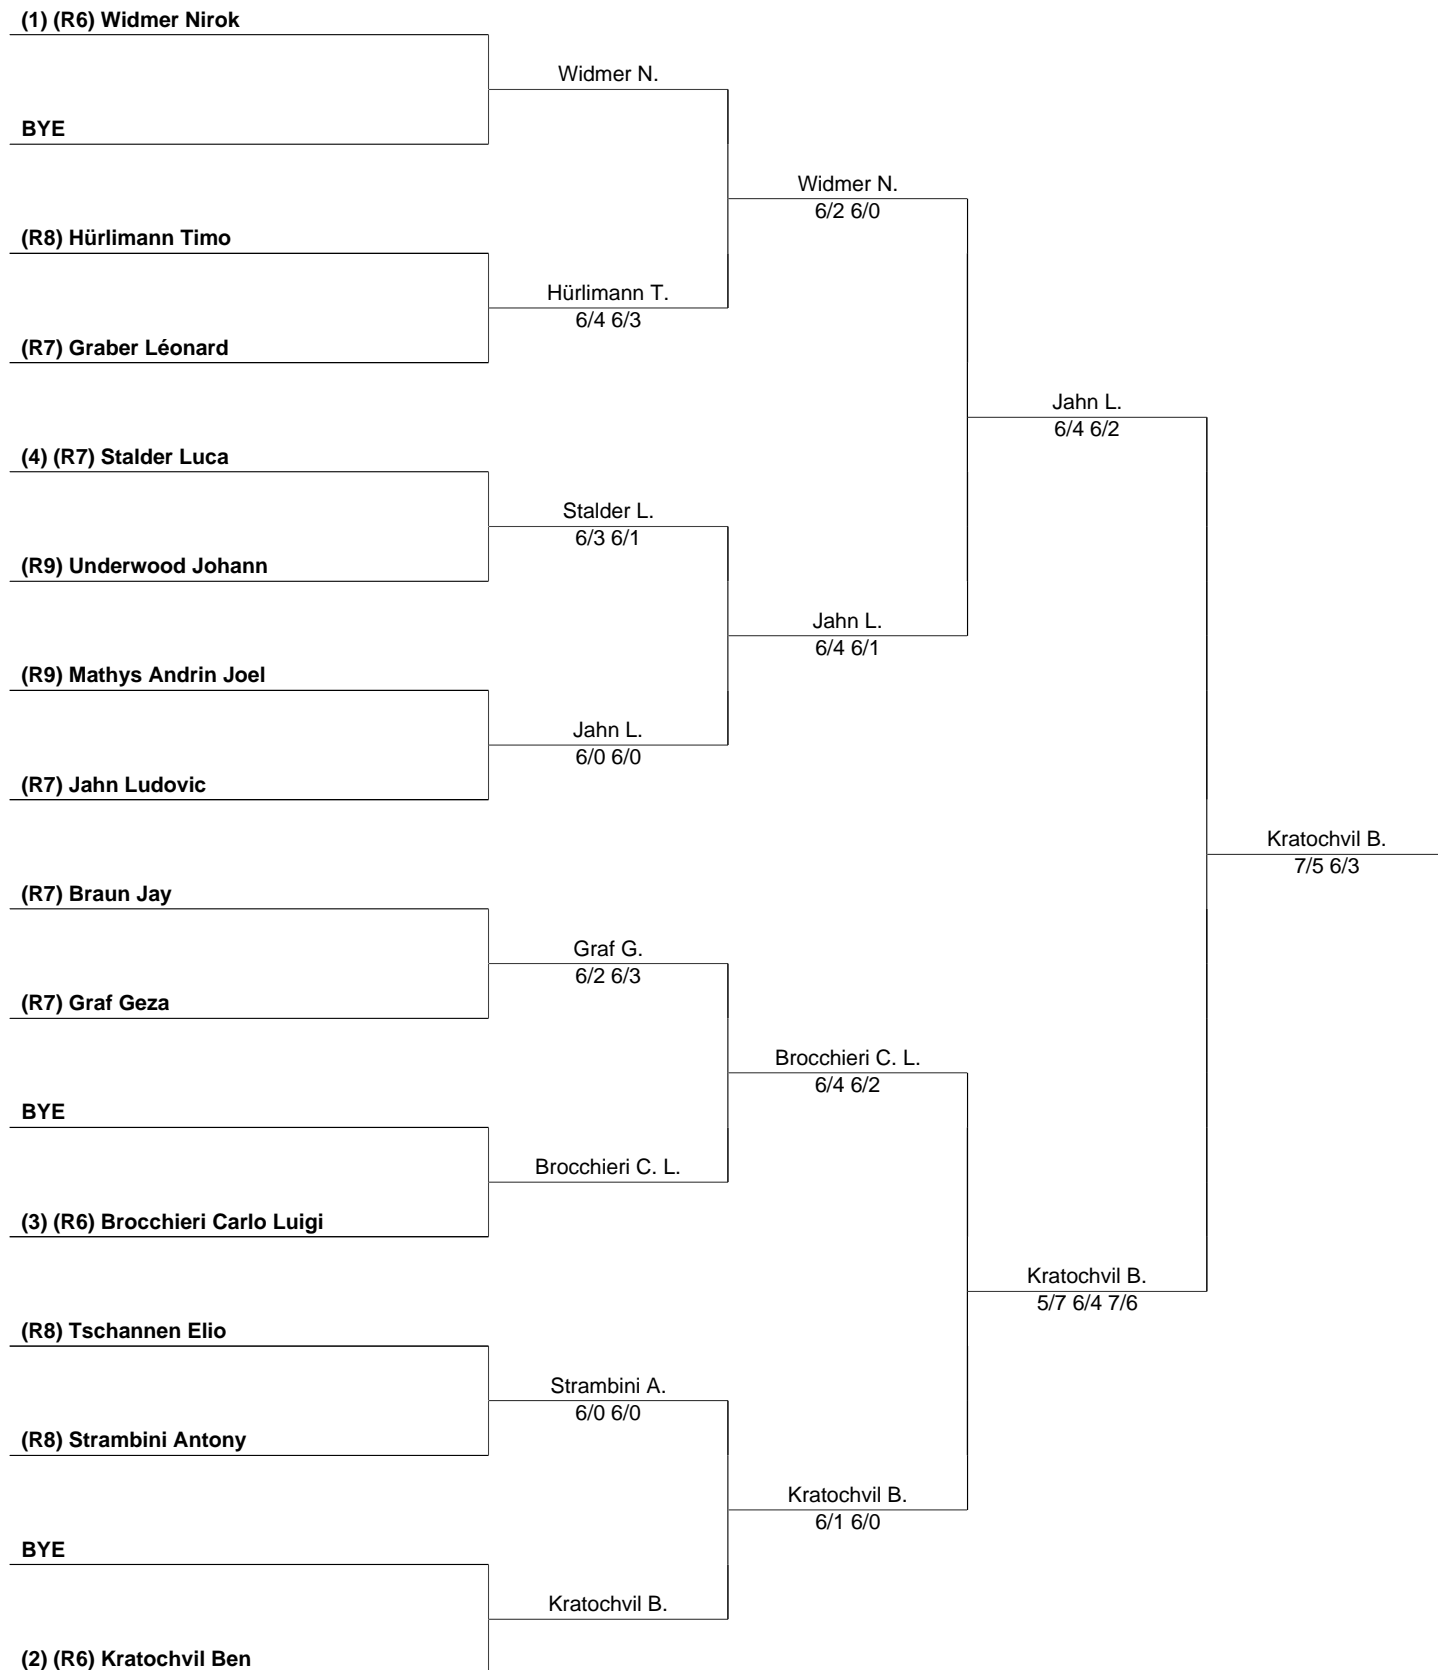 (1) (R6) Widmer Nirok
Widmer N.
BYE
Widmer N.
6/2 6/0
(R8) Hürlimann Timo
Hürlimann T.
6/4 6/3
(R7) Graber Léonard
Jahn L.
6/4 6/2
(4) (R7) Stalder Luca
Stalder L.
6/3 6/1
(R9) Underwood Johann
Jahn L.
6/4 6/1
(R9) Mathys Andrin Joel
Jahn L.
6/0 6/0
(R7) Jahn Ludovic
Kratochvil B.
7/5 6/3
(R7) Braun Jay
Graf G.
6/2 6/3
(R7) Graf Geza
Brocchieri C. L.
6/4 6/2
BYE
Brocchieri C. L.
(3) (R6) Brocchieri Carlo Luigi
Kratochvil B.
5/7 6/4 7/6
(R8) Tschannen Elio
Strambini A.
6/0 6/0
(R8) Strambini Antony
Kratochvil B.
6/1 6/0
BYE
Kratochvil B.
(2) (R6) Kratochvil Ben